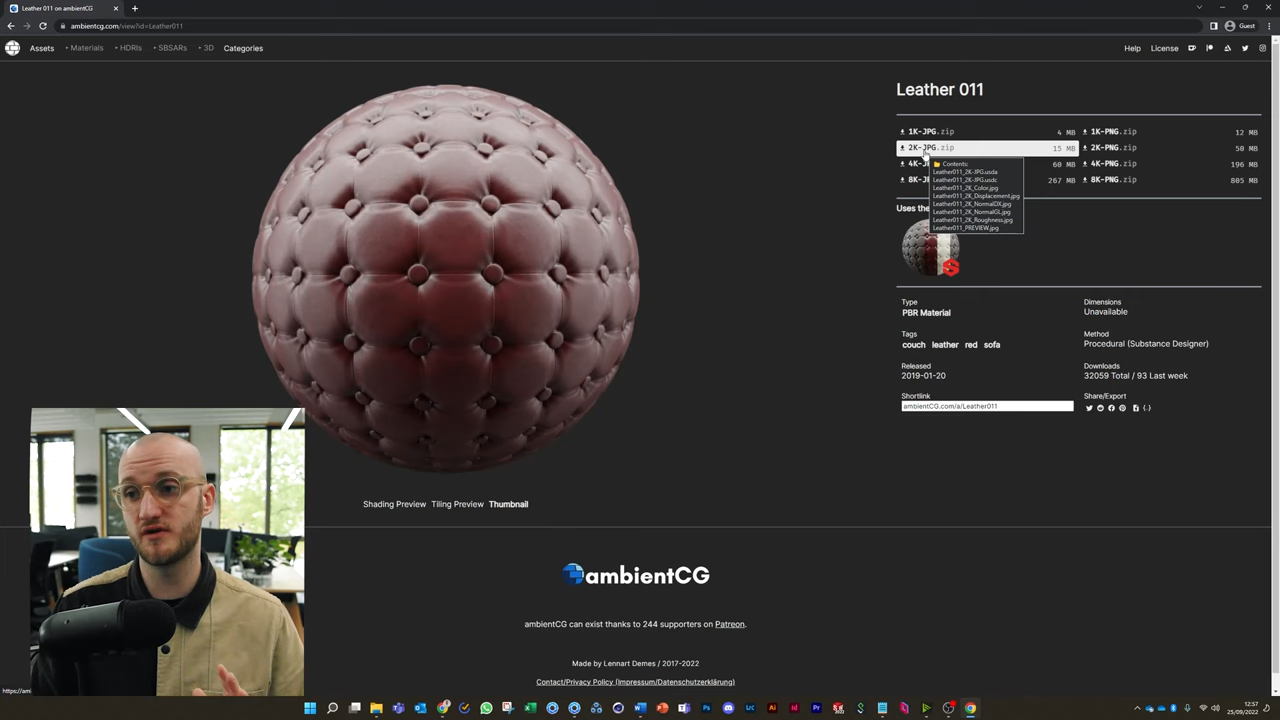 Leather 011 on ambientCG
ambientcg.com/view?id=Leather011
Guest
Assets
Materials
HDRIs
SBSARs
3D
Categories
Help
License
Leather 011
1K-JPG.zip 4 MB
1K-PNG.zip 12 MB
2K-JPG.zip 15 MB
2K-PNG.zip 50 MB
60 MB
4K-PNG.zip 196 MB
267 MB
8K-PNG.zip 805 MB
Contents:
Leather011_2K-JPG.usda
Leather011_2K-JPG.usdc
Leather011_2K_Color.jpg
Leather011_2K_Displacement.jpg
Leather011_2K_NormalDX.jpg
Leather011_2K_NormalGL.jpg
Leather011_2K_Roughness.jpg
Leather011_PREVIEW.jpg
Uses the
Type
PBR Material
Dimensions
Unavailable
Tags
couch leather red sofa
Method
Procedural (Substance Designer)
Released
2019-01-20
Downloads
32059 Total / 93 Last week
Shortlink
ambientCG.com/a/Leather011
Share/Export
Shading Preview Tiling Preview Thumbnail
ambientCG
ambientCG can exist thanks to 244 supporters on Patreon.
Made by Lennart Demes / 2017-2022
Contact/Privacy Policy (Impressum/Datenschutzerklärung)
12:57
25/09/2022